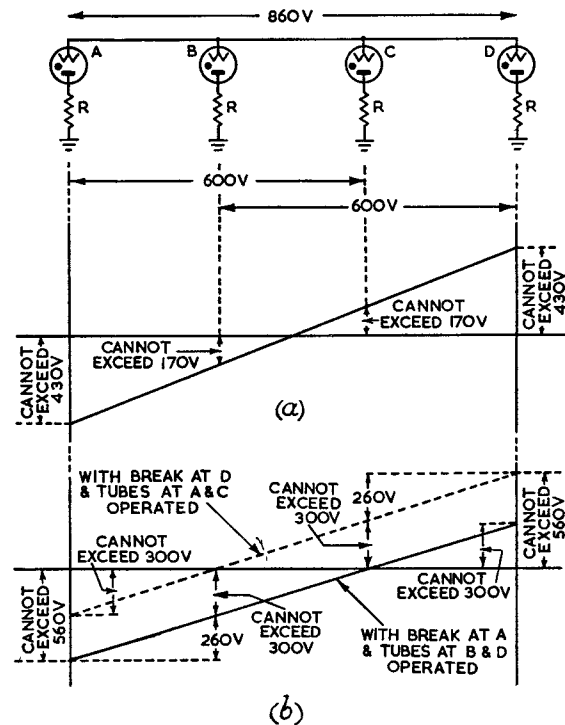 860V
A
B
C
D
R
R
R
R
600V
600V
CANNOT
EXCEED
430V
CANNOT
EXCEED 170V
CANNOT
EXCEED 170V
CANNOT
EXCEED
430V
(a)
WITH BREAK AT D
& TUBES AT A & C
OPERATED
CANNOT
EXCEED
300V
260V
CANNOT
EXCEED 300V
CANNOT
EXCEED
560V
CANNOT
EXCEED
560V
260V
CANNOT
EXCEED
300V
CANNOT
EXCEED 300V
WITH BREAK AT A
& TUBES AT B & D
OPERATED
(b)